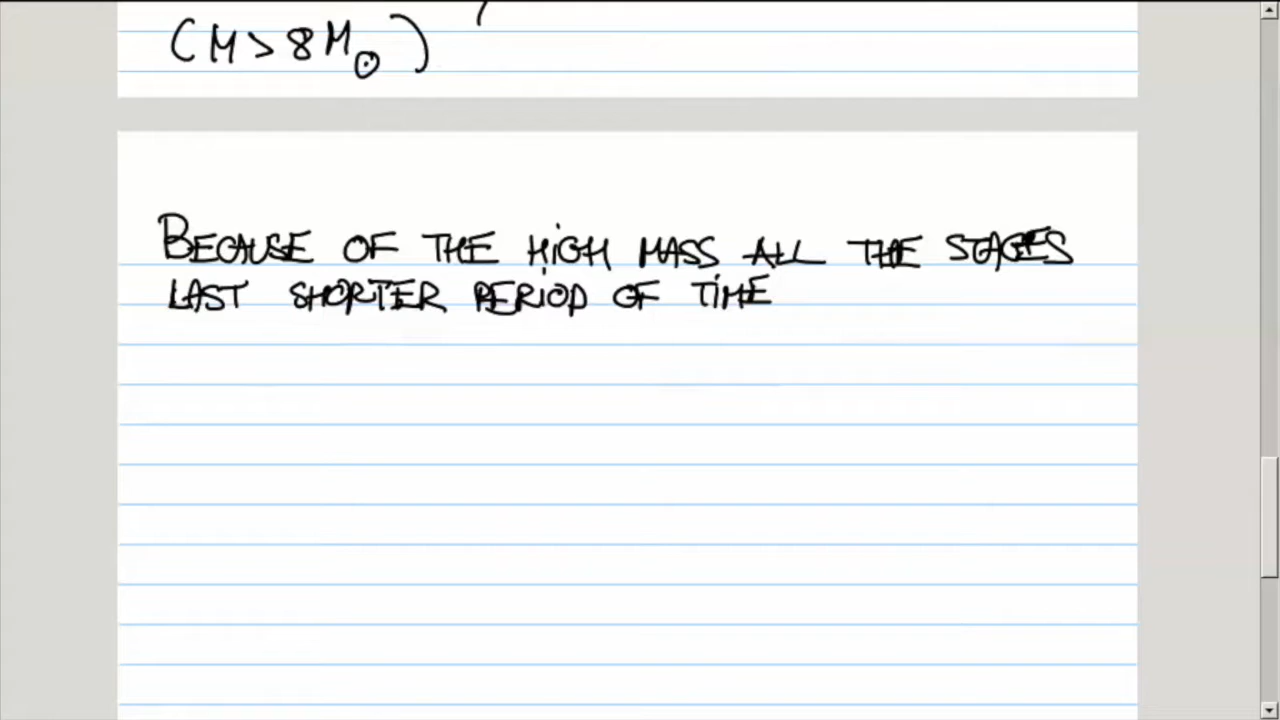 (M > 8M☉)
BECAUSE OF THE HIGH MASS ALL THE STAGES
LAST SHORTER PERIOD OF TIME